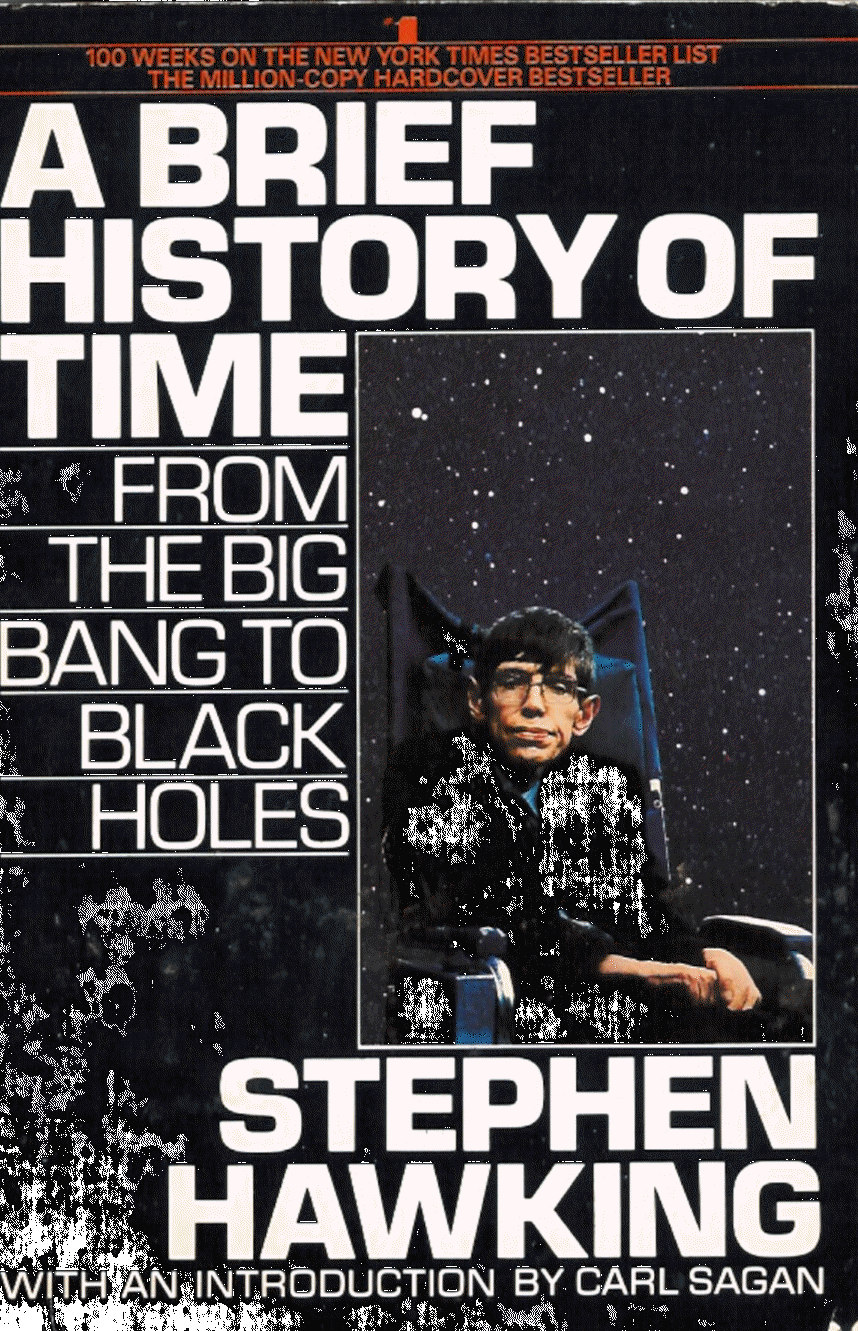 #1
100 WEEKS ON THE NEW YORK TIMES BESTSELLER LIST
THE MILLION-COPY HARDCOVER BESTSELLER
A BRIEF
HISTORY OF
TIME
FROM
THE BIG
BANG TO
BLACK
HOLES
STEPHEN
HAWKING
WITH AN INTRODUCTION BY CARL SAGAN